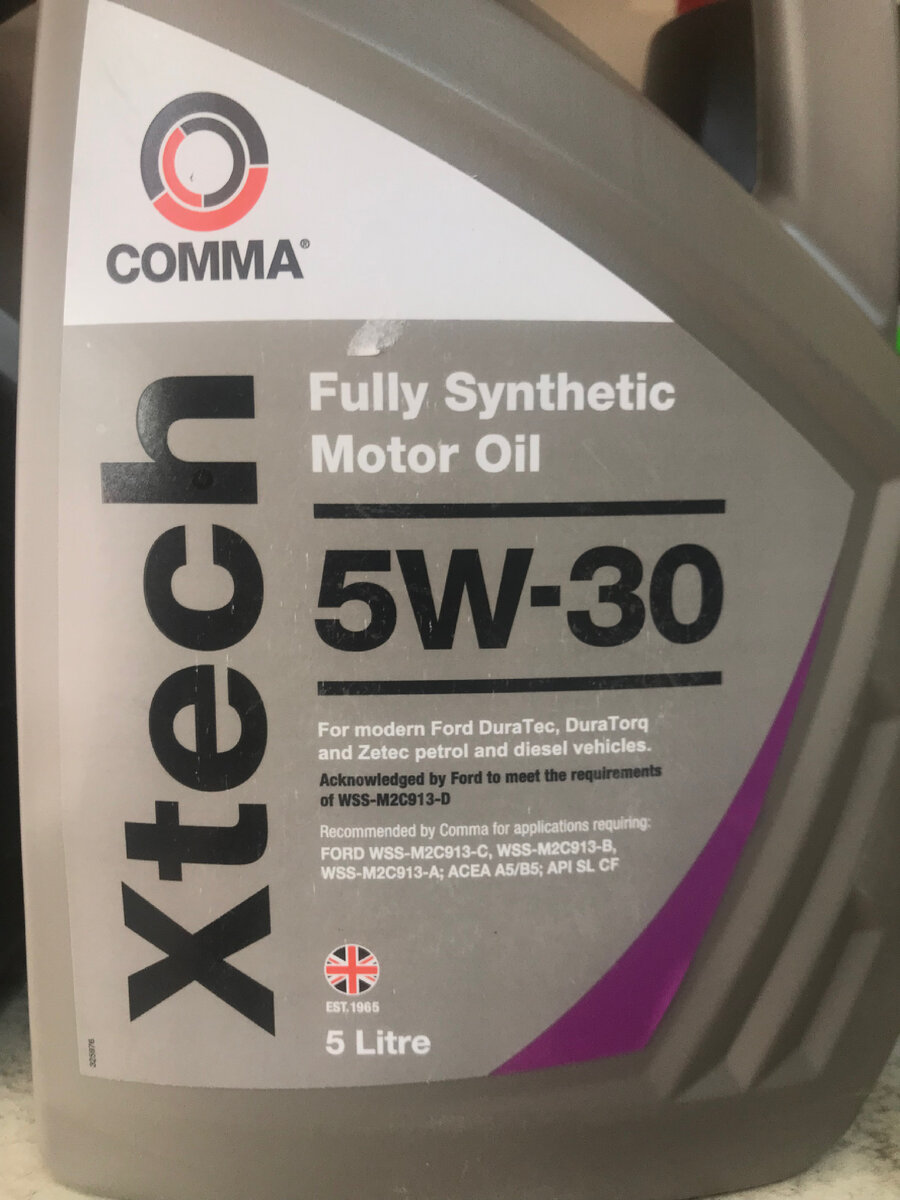 COMMA®
Xtech
Fully Synthetic
Motor Oil
5W-30
For modern Ford DuraTec, DuraTorq
and Zetec petrol and diesel vehicles.
Acknowledged by Ford to meet the requirements
of WSS-M2C913-D
Recommended by Comma for applications requiring:
FORD WSS-M2C913-C, WSS-M2C913-B,
WSS-M2C913-A; ACEA A5/B5; API SL CF
EST.1965
5 Litre